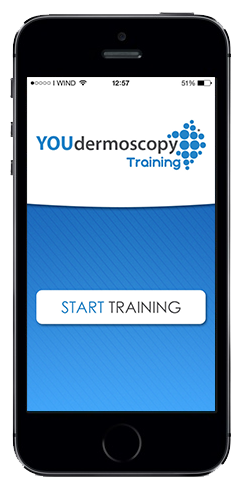 I WIND 12:57 51%
YOUdermoscopy
Training
START TRAINING